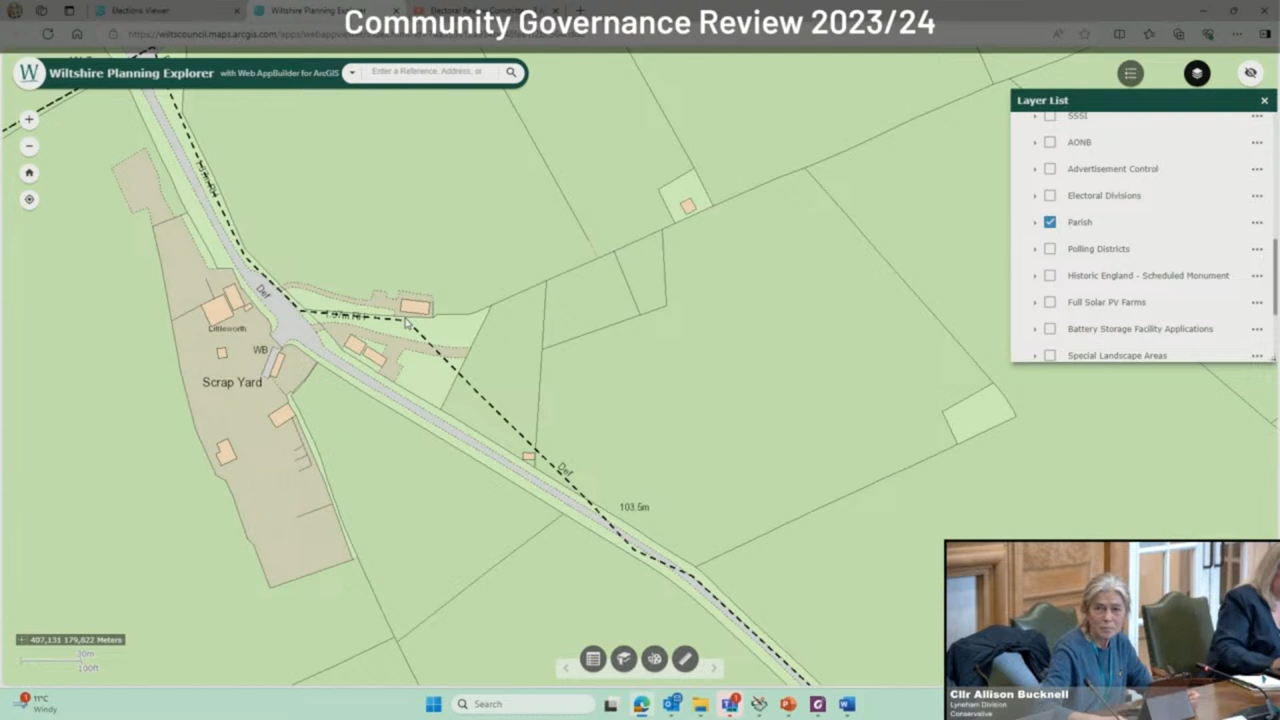 Community Governance Review 2023/24
Elections Viewer
Wiltshire Planning Explorer
Wiltshire Planning Explorer with Web AppBuilder for ArcGIS
Enter a Reference, Address, or
Layer List
SSSI
AONB
Advertisement Control
Electoral Divisions
Parish
Polling Districts
Historic England - Scheduled Monument
Full Solar PV Farms
Battery Storage Facility Applications
Special Landscape Areas
Def
Littleworth
WB
Scrap Yard
Def
103.5m
407,131 179,822 Meters
30m
100ft
Cllr Allison Bucknell
Lyneham Division
Conservative
11°C
Windy
Search